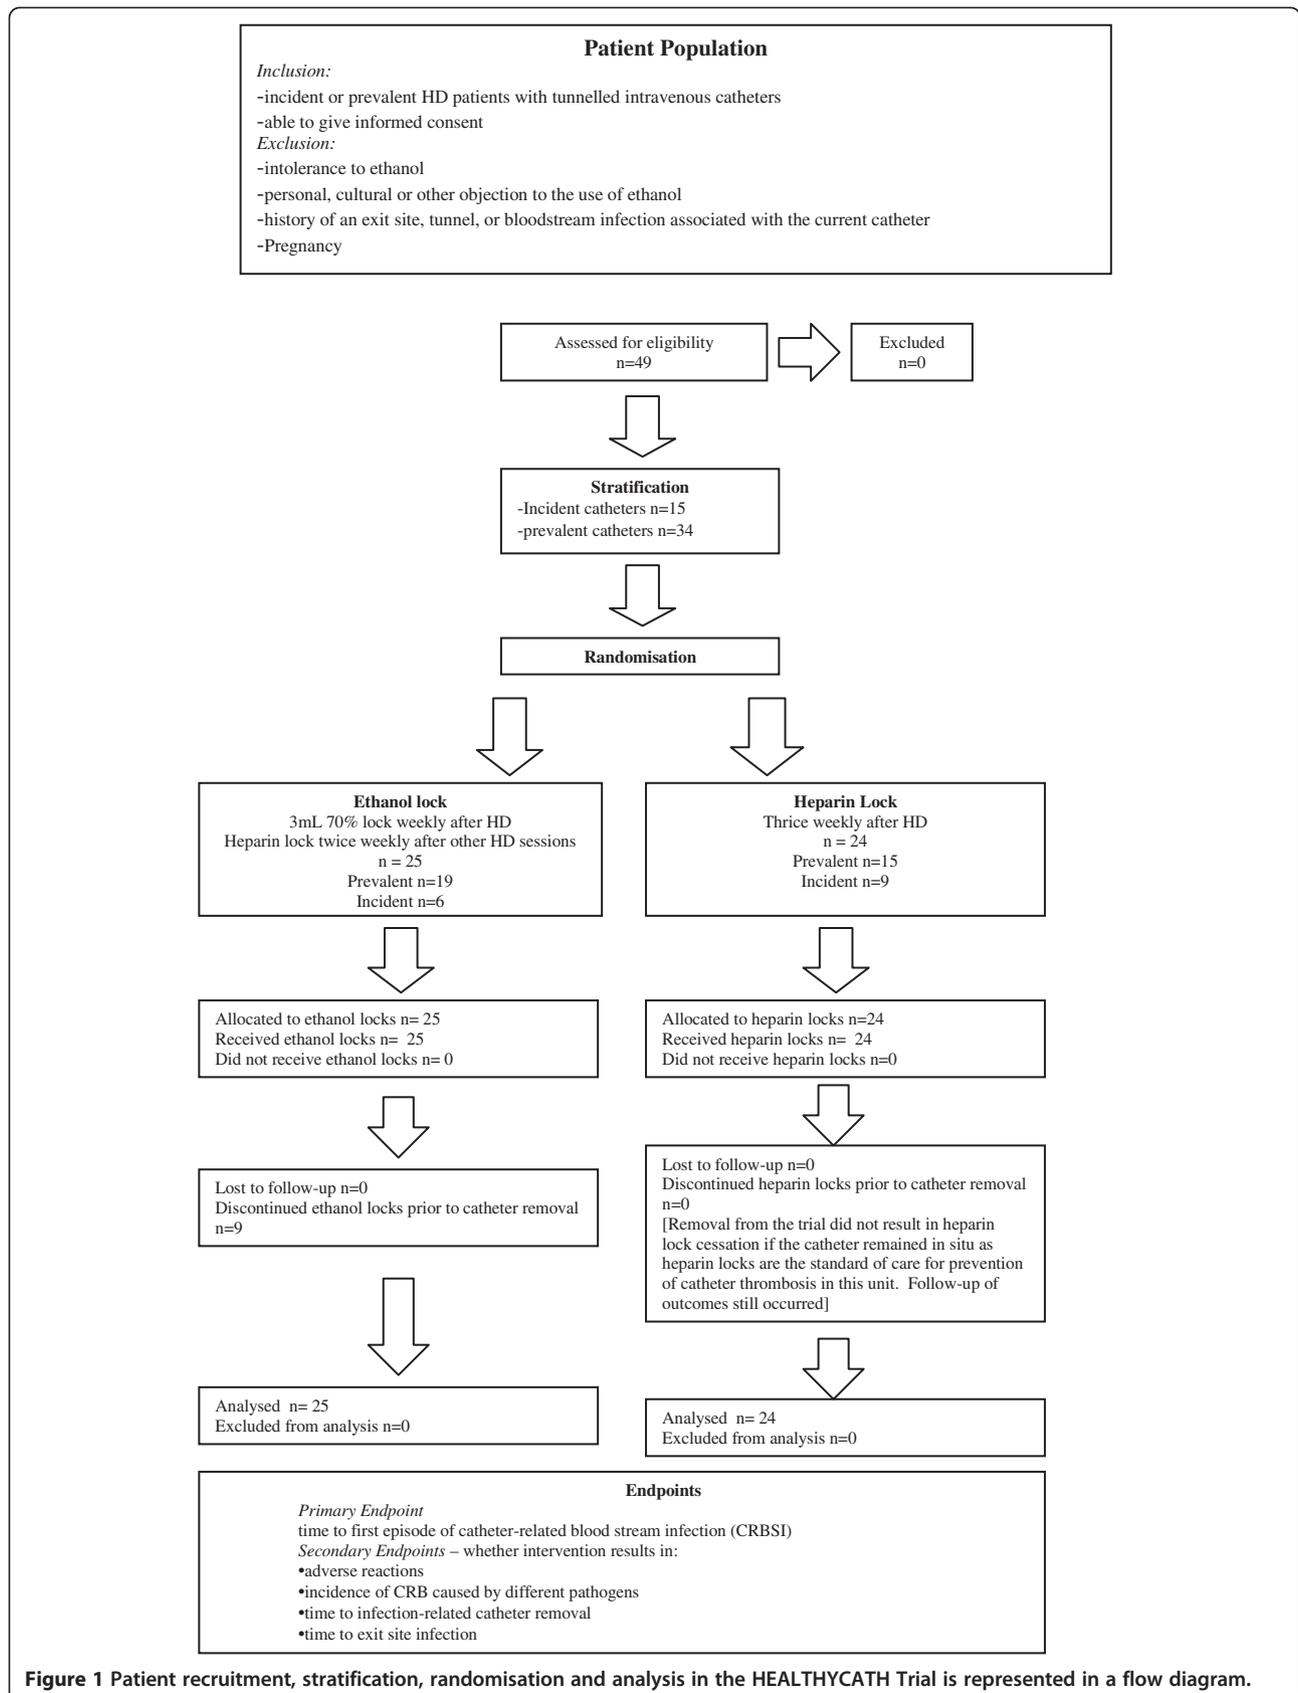 Patient Population
Inclusion:
-incident or prevalent HD patients with tunnelled intravenous catheters
-able to give informed consent
Exclusion:
-intolerance to ethanol
-personal, cultural or other objection to the use of ethanol
-history of an exit site, tunnel, or bloodstream infection associated with the current catheter
-Pregnancy
Assessed for eligibility
n=49
Excluded
n=0
Stratification
-Incident catheters n=15
-prevalent catheters n=34
Randomisation
Ethanol lock
3mL 70% lock weekly after HD
Heparin lock twice weekly after other HD sessions
n = 25
Prevalent n=19
Incident n=6
Heparin Lock
Thrice weekly after HD
n = 24
Prevalent n=15
Incident n=9
Allocated to ethanol locks n= 25
Received ethanol locks n=  25
Did not receive ethanol locks n= 0
Allocated to heparin locks n=24
Received heparin locks n=  24
Did not receive heparin locks n=0
Lost to follow-up n=0
Discontinued ethanol locks prior to catheter removal
n=9
Lost to follow-up n=0
Discontinued heparin locks prior to catheter removal
n=0
[Removal from the trial did not result in heparin
lock cessation if the catheter remained in situ as
heparin locks are the standard of care for prevention
of catheter thrombosis in this unit.  Follow-up of
outcomes still occurred]
Analysed  n= 25
Excluded from analysis n=0
Analysed  n= 24
Excluded from analysis n=0
Endpoints
Primary Endpoint
time to first episode of catheter-related blood stream infection (CRBSI)
Secondary Endpoints – whether intervention results in:
•adverse reactions
•incidence of CRB caused by different pathogens
•time to infection-related catheter removal
•time to exit site infection
Figure 1 Patient recruitment, stratification, randomisation and analysis in the HEALTHYCATH Trial is represented in a flow diagram.